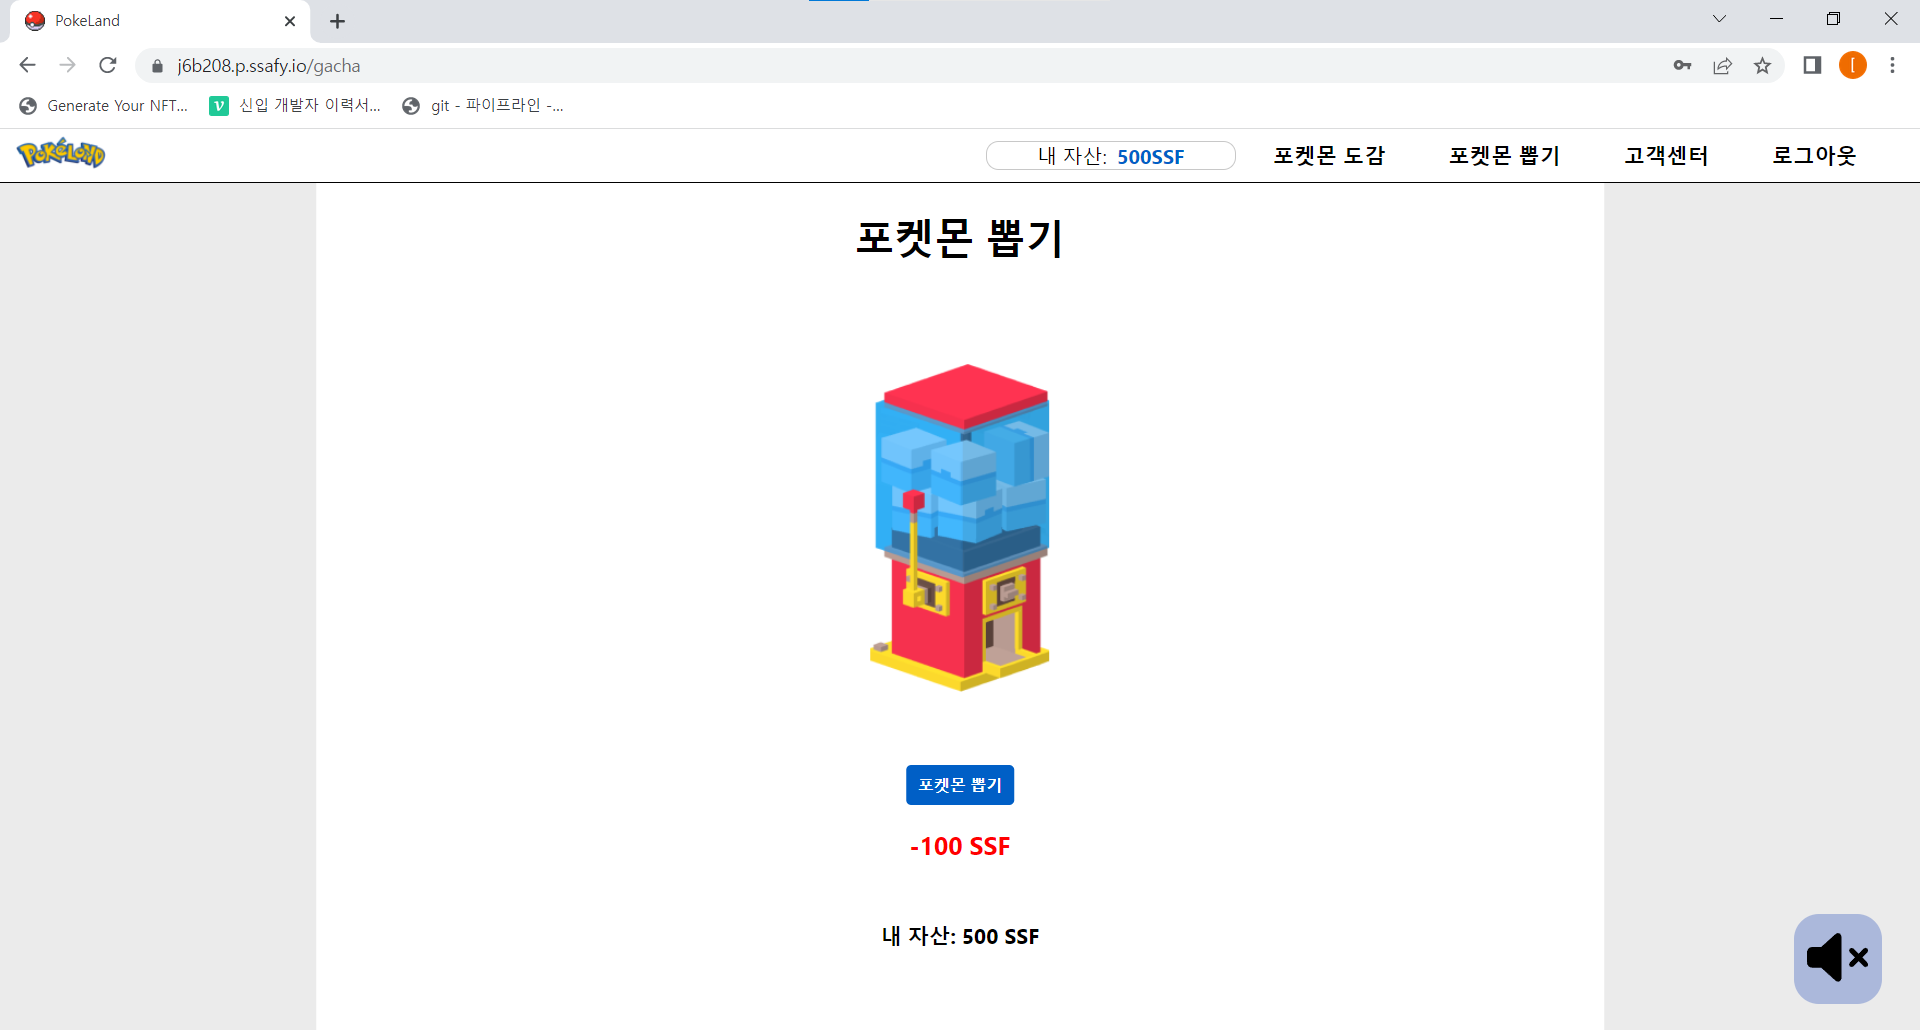 PokeLand
j6b208.p.ssafy.io/gacha
[
Generate Your NFT... 신입 개발자 이력서... git - 파이프라인 -...
PokéLand 내 자산: 500SSF 포켓몬 도감 포켓몬 뽑기 고객센터 로그아웃
포켓몬 뽑기
포켓몬 뽑기
-100 SSF
내 자산: 500 SSF